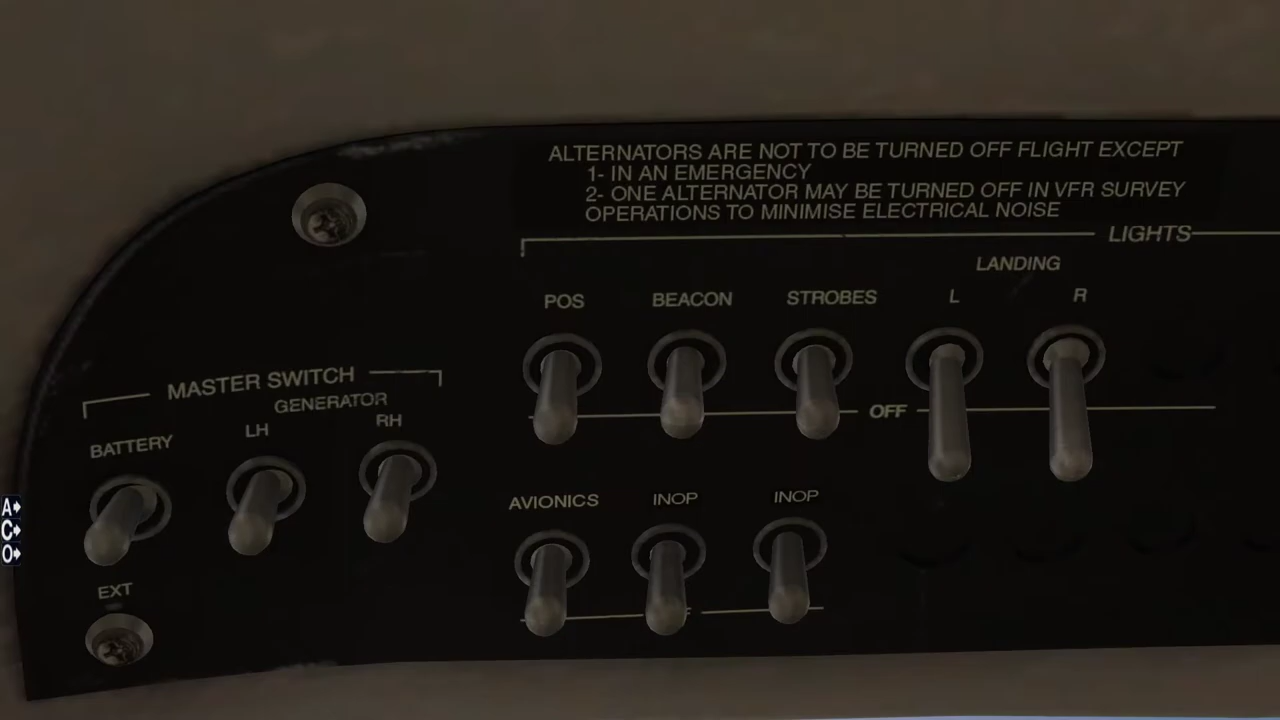 ALTERNATORS ARE NOT TO BE TURNED OFF FLIGHT EXCEPT
1- IN AN EMERGENCY
2- ONE ALTERNATOR MAY BE TURNED OFF IN VFR SURVEY
OPERATIONS TO MINIMISE ELECTRICAL NOISE
LIGHTS
LANDING
POS BEACON STROBES L R
MASTER SWITCH
GENERATOR
BATTERY LH RH
OFF
AVIONICS INOP INOP
A
C
O
EXT